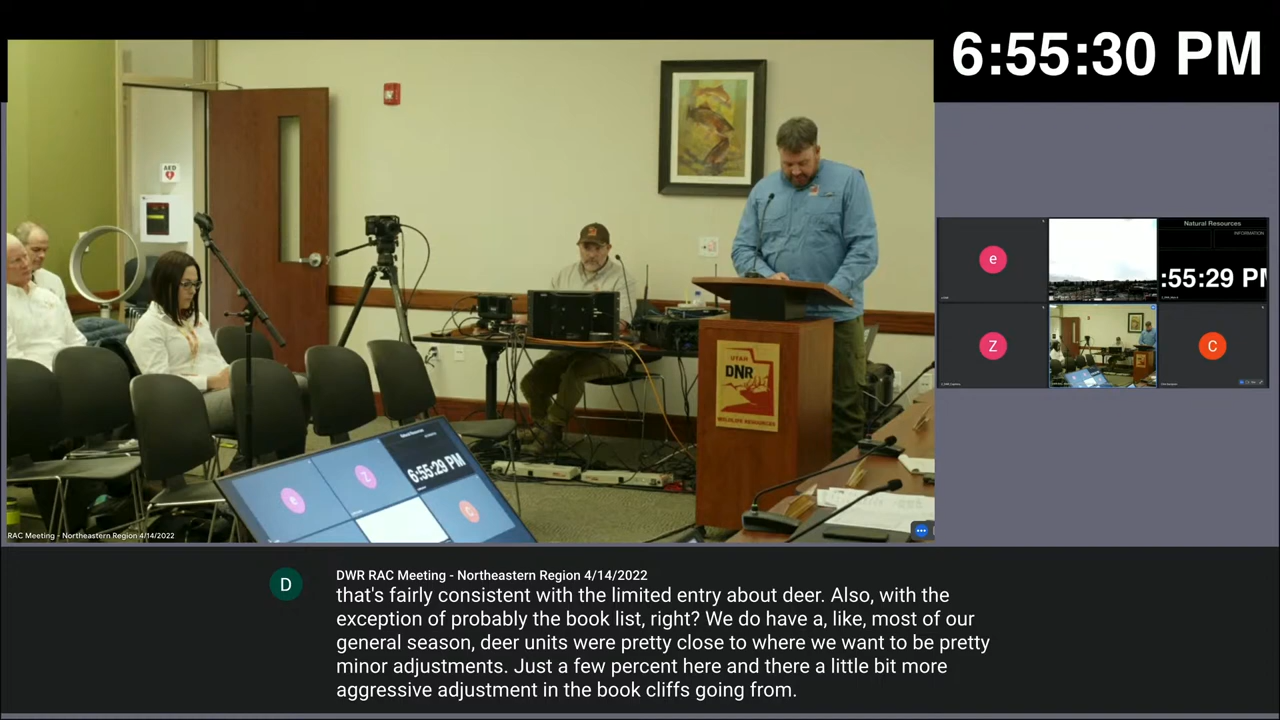 6:55:30 PM
AED
UTAH
DNR
WILDLIFE RESOURCES
6:55:29 PM
RAC Meeting - Northeastern Region 4/14/2022
e
Natural Resources
INFORMATION
:55:29 PM
Z
C
D
DWR RAC Meeting - Northeastern Region 4/14/2022
that's fairly consistent with the limited entry about deer. Also, with the
exception of probably the book list, right? We do have a, like, most of our
general season, deer units were pretty close to where we want to be pretty
minor adjustments. Just a few percent here and there a little bit more
aggressive adjustment in the book cliffs going from.